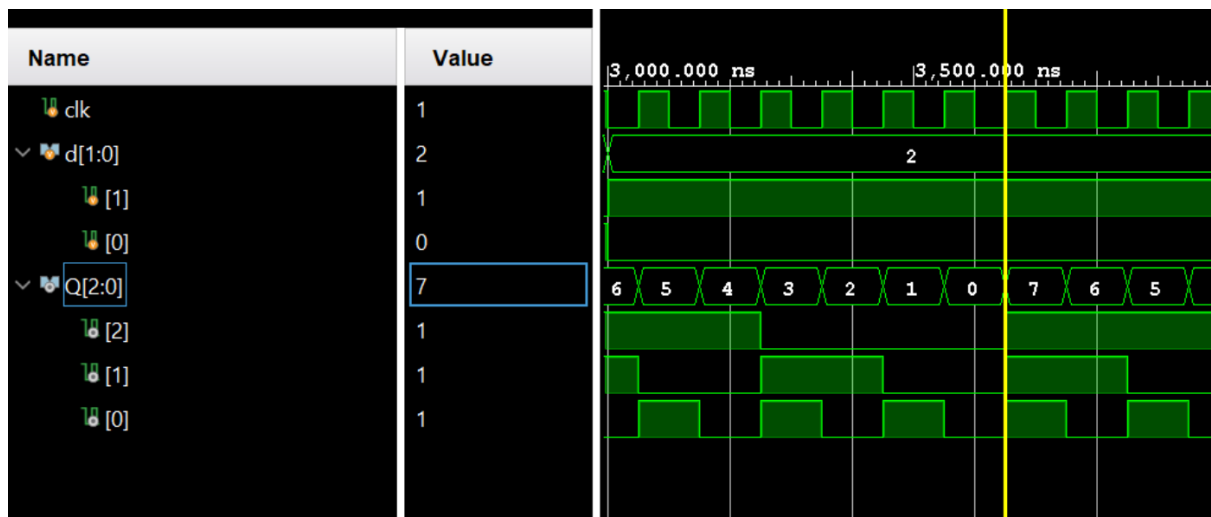 Name Value
3,000.000 ns 3,500.000 ns
clk 1
d[1:0] 2 2
[1] 1
[0] 0
Q[2:0] 7 6 5 4 3 2 1 0 7 6 5
[2] 1
[1] 1
[0] 1